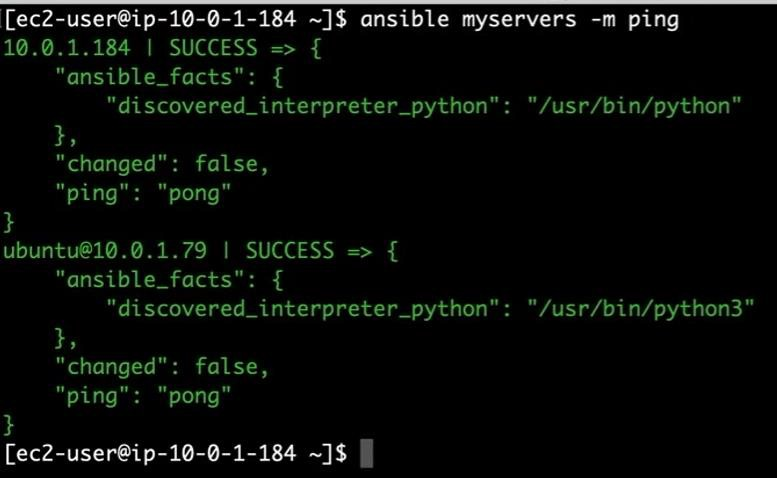 [ec2-user@ip-10-0-1-184 ~]$ ansible myservers -m ping
10.0.1.184 | SUCCESS => {
    "ansible_facts": {
        "discovered_interpreter_python": "/usr/bin/python"
    },
    "changed": false,
    "ping": "pong"
}
ubuntu@10.0.1.79 | SUCCESS => {
    "ansible_facts": {
        "discovered_interpreter_python": "/usr/bin/python3"
    },
    "changed": false,
    "ping": "pong"
}
[ec2-user@ip-10-0-1-184 ~]$